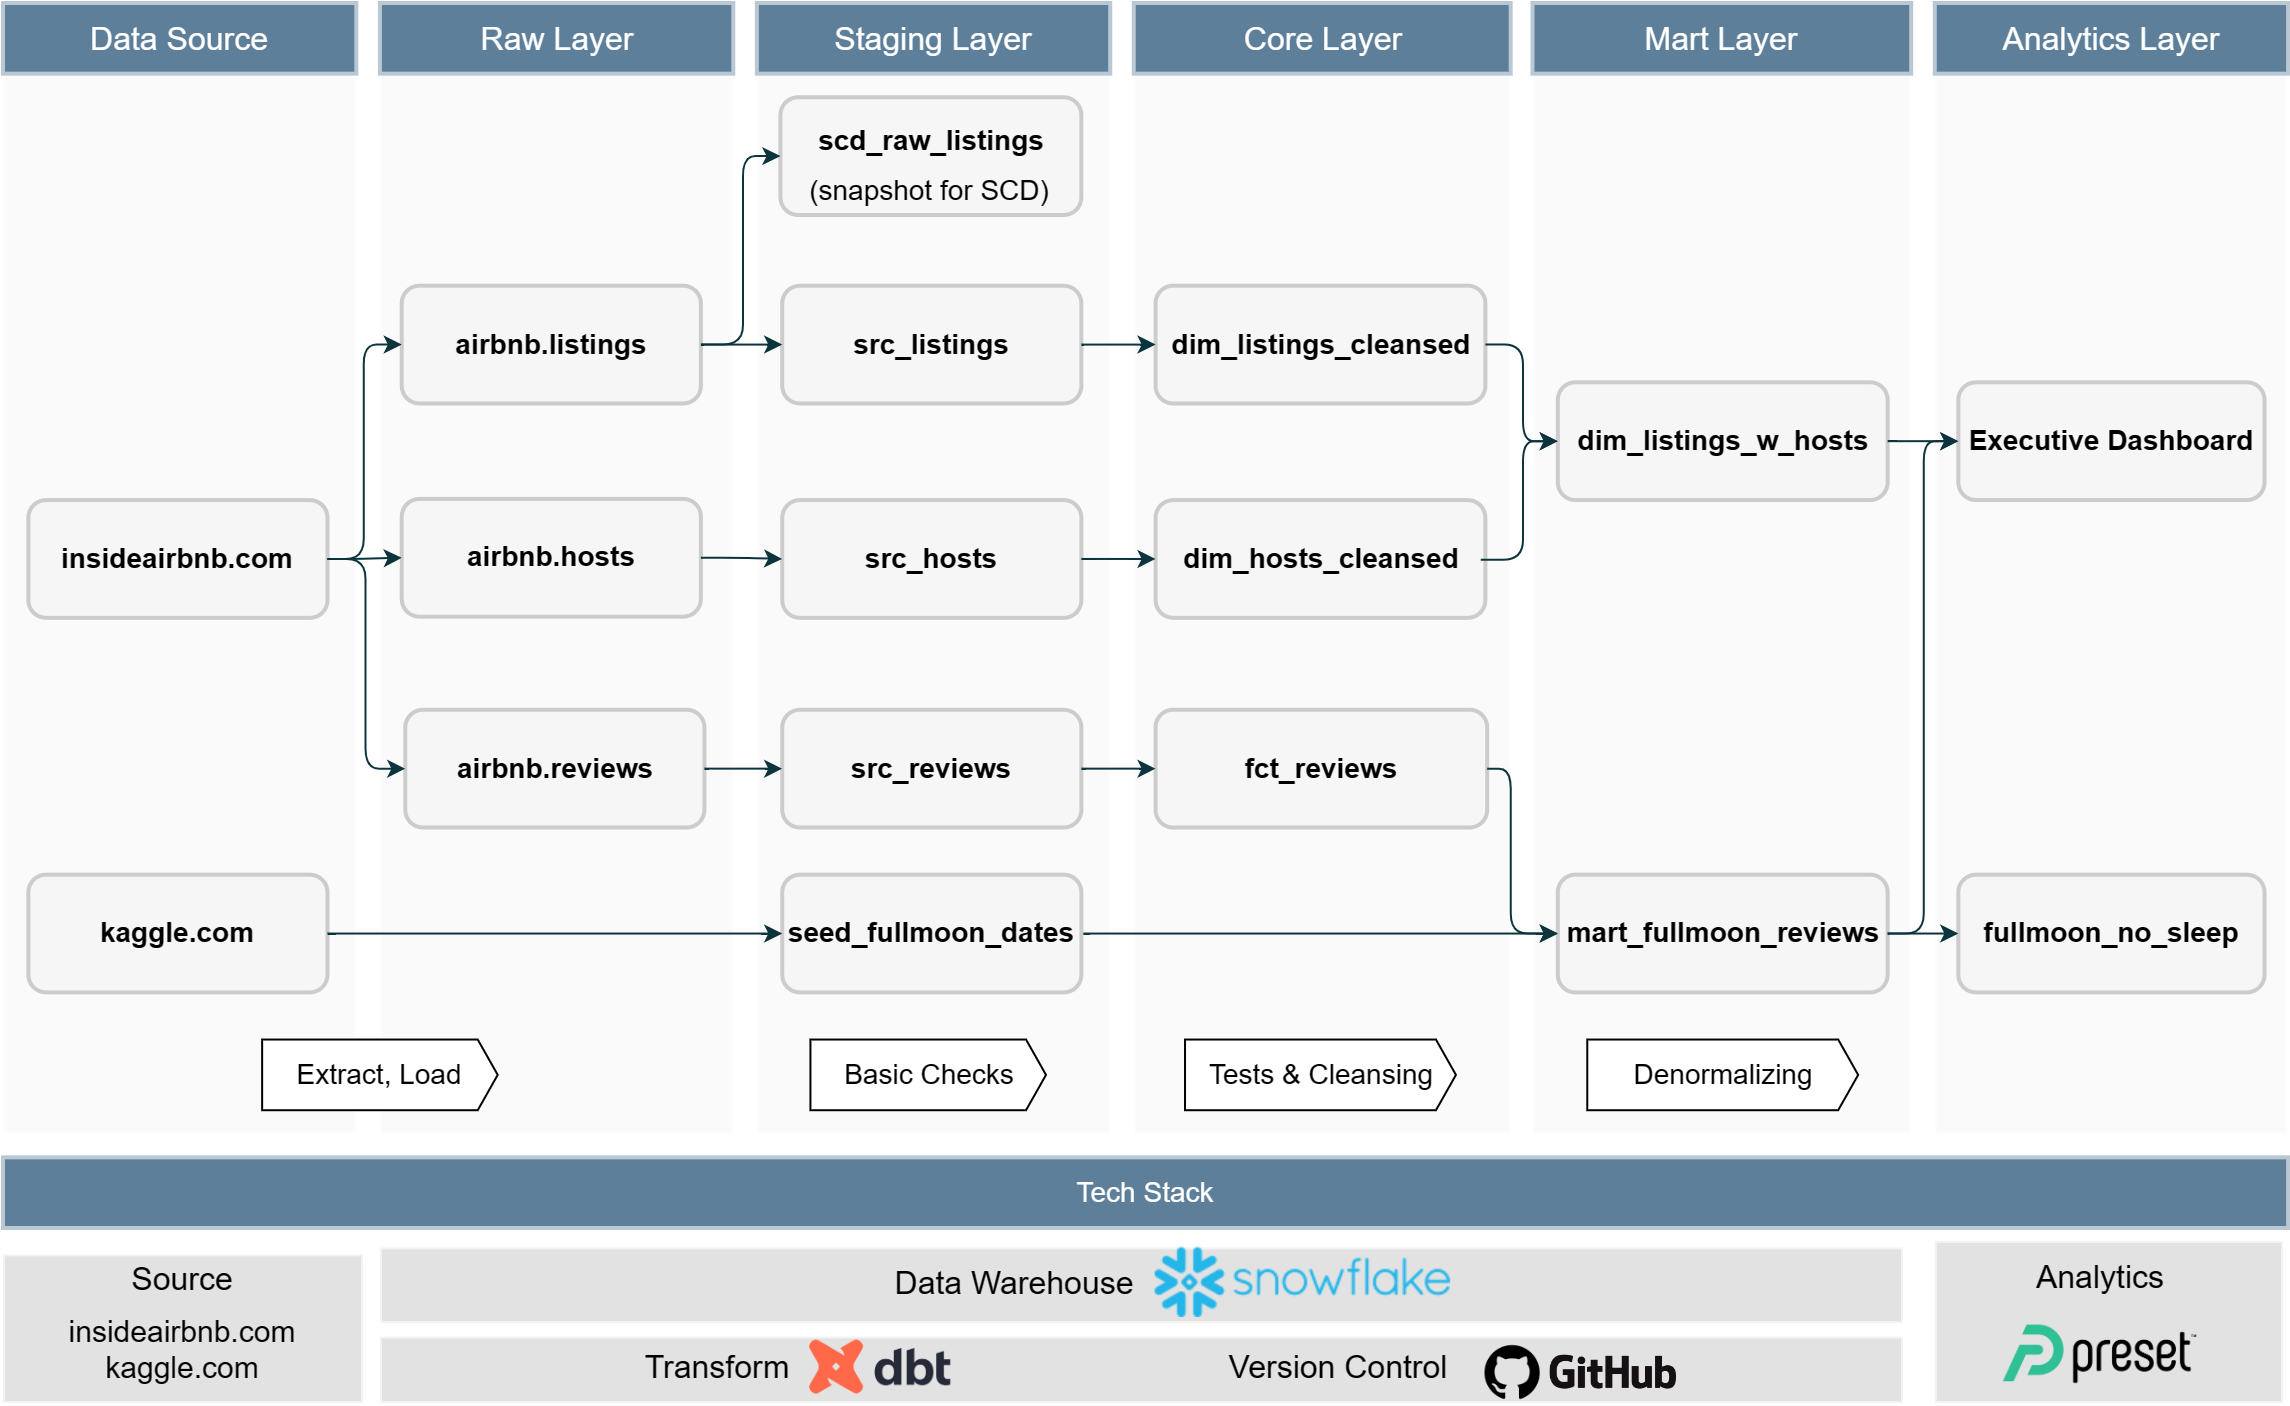 Data Source
Raw Layer
Staging Layer
Core Layer
Mart Layer
Analytics Layer
scd_raw_listings
(snapshot for SCD)
airbnb.listings
src_listings
dim_listings_cleansed
dim_listings_w_hosts
Executive Dashboard
insideairbnb.com
airbnb.hosts
src_hosts
dim_hosts_cleansed
airbnb.reviews
src_reviews
fct_reviews
kaggle.com
seed_fullmoon_dates
mart_fullmoon_reviews
fullmoon_no_sleep
Extract, Load
Basic Checks
Tests & Cleansing
Denormalizing
Tech Stack
Source
insideairbnb.com
kaggle.com
Data Warehouse
snowflake
Transform
dbt
Version Control
GitHub
Analytics
preset™